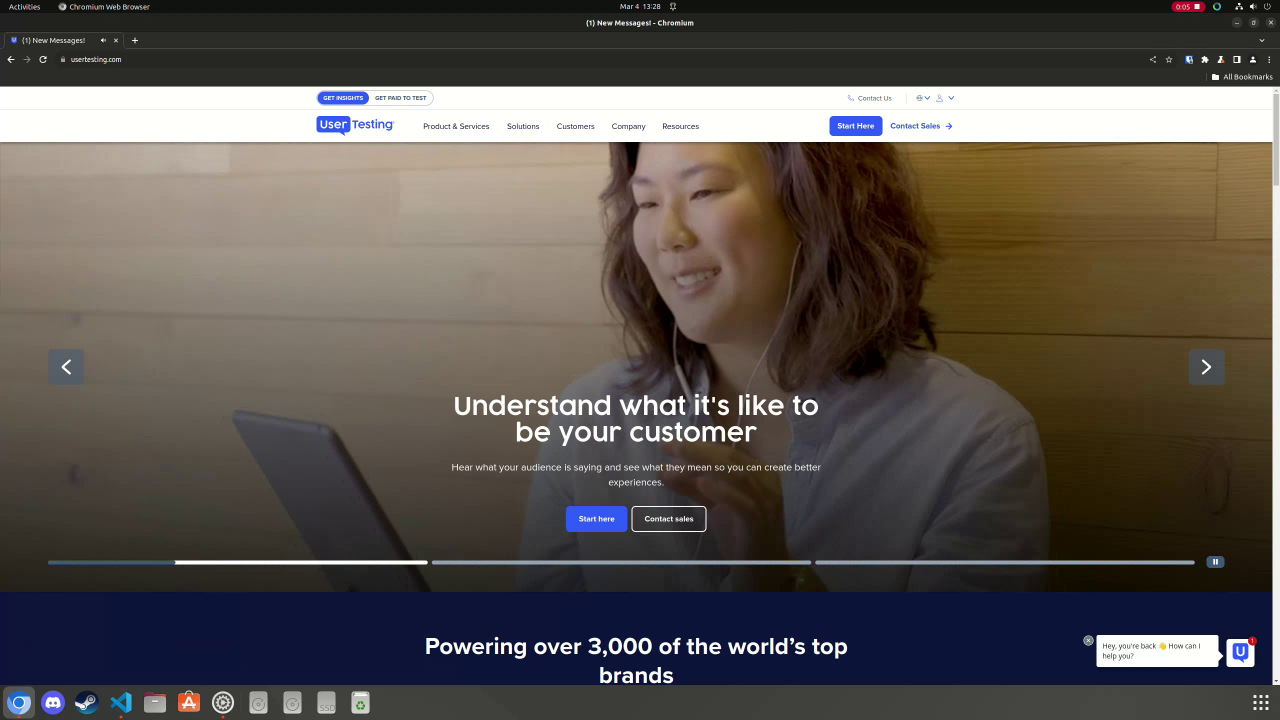 Activities
Chromium Web Browser
Mar 4 13:28
0:05
(1) New Messages! - Chromium
(1) New Messages!
usertesting.com
All Bookmarks
GET INSIGHTS
GET PAID TO TEST
Contact Us
User Testing
Product & Services
Solutions
Customers
Company
Resources
Start Here
Contact Sales
Understand what it's like to
be your customer
Hear what your audience is saying and see what they mean so you can create better
experiences.
Start here
Contact sales
Powering over 3,000 of the world’s top
brands
Hey, you're back 👋 How can I
help you?
U
1
SSD